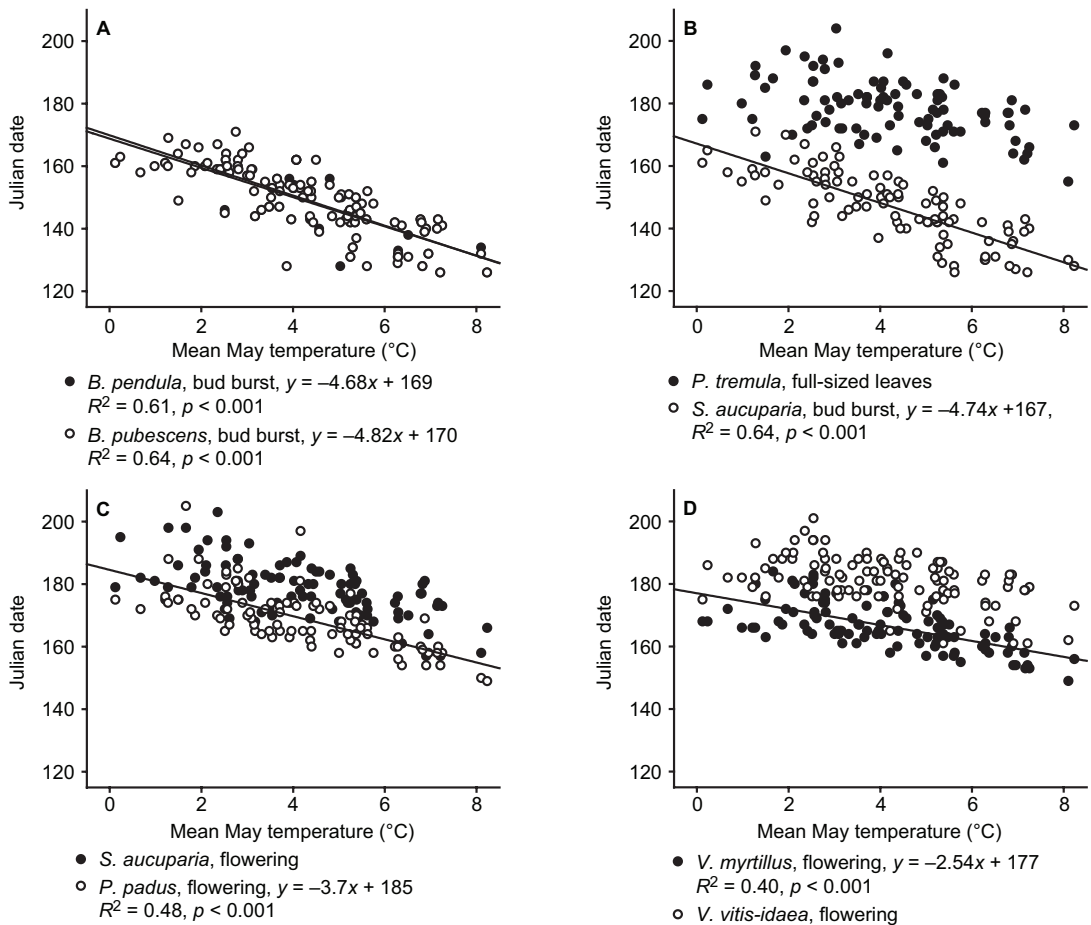 A
200
180
160
140
120
Julian date
0 2 4 6 8
Mean May temperature (°C)
B. pendula, bud burst, y = –4.68x + 169
R² = 0.61, p < 0.001
B. pubescens, bud burst, y = –4.82x + 170
R² = 0.64, p < 0.001
B
200
180
160
140
120
Julian date
0 2 4 6 8
Mean May temperature (°C)
P. tremula, full-sized leaves
S. aucuparia, bud burst, y = –4.74x +167,
R² = 0.64, p < 0.001
C
200
180
160
140
120
Julian date
0 2 4 6 8
Mean May temperature (°C)
S. aucuparia, flowering
P. padus, flowering, y = –3.7x + 185
R² = 0.48, p < 0.001
D
200
180
160
140
120
Julian date
0 2 4 6 8
Mean May temperature (°C)
V. myrtillus, flowering, y = –2.54x + 177
R² = 0.40, p < 0.001
V. vitis-idaea, flowering